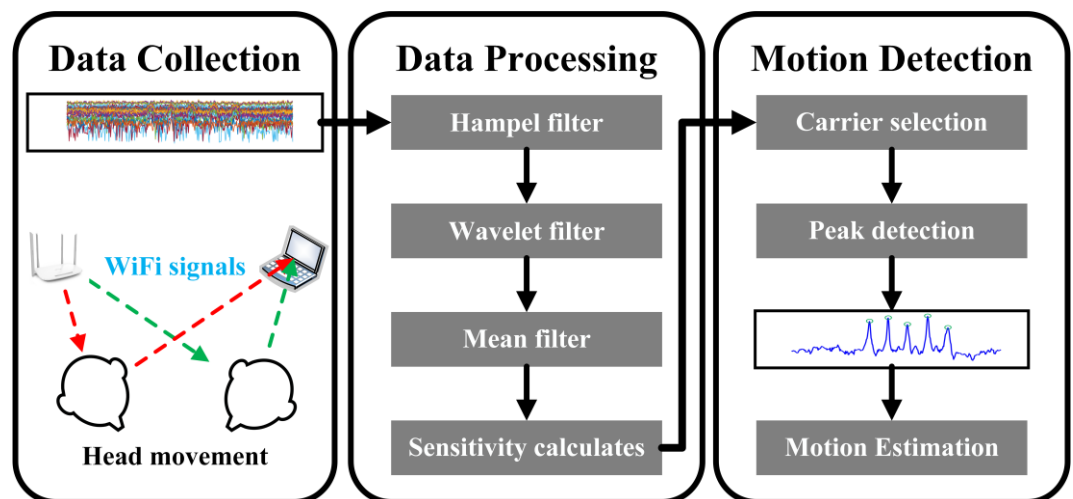 Data Collection
WiFi signals
Head movement
Data Processing
Hampel filter
Wavelet filter
Mean filter
Sensitivity calculates
Motion Detection
Carrier selection
Peak detection
Motion Estimation